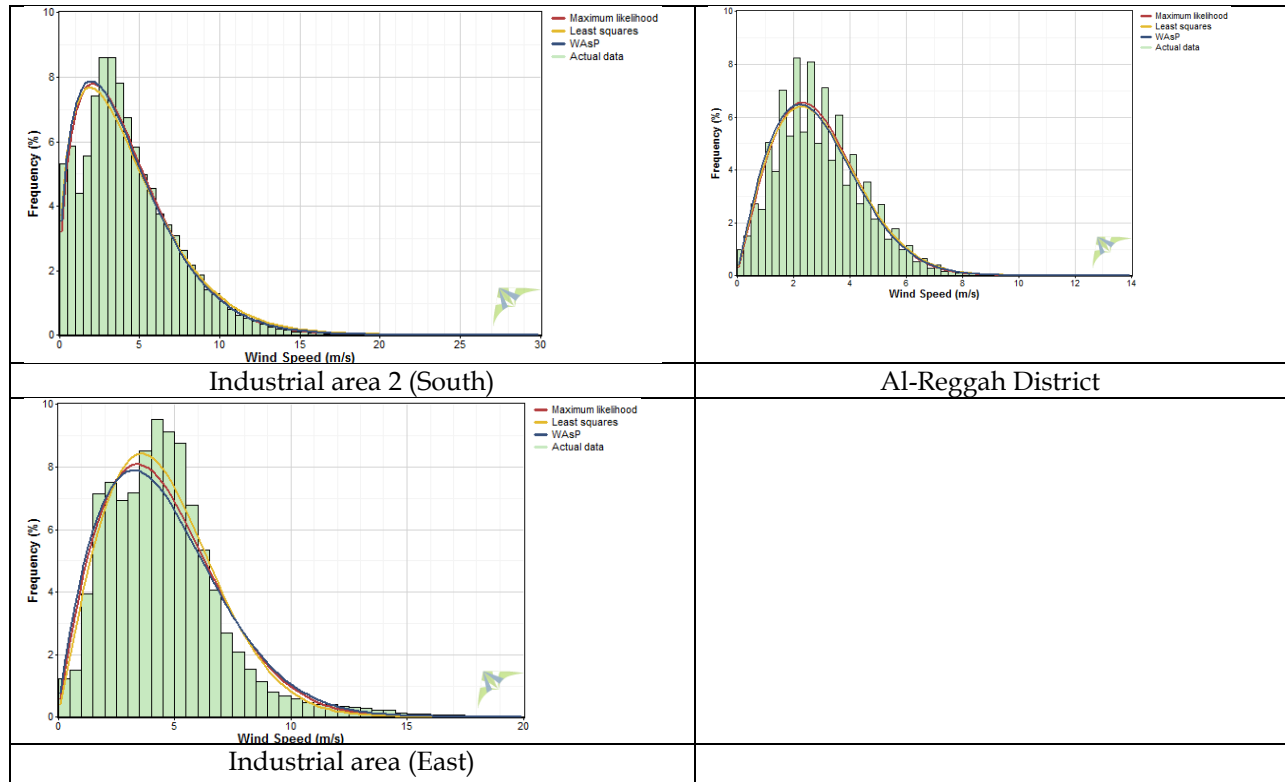 10
8
6
4
2
0
Frequency (%)
0 5 10 15 20 25 30
Wind Speed (m/s)
Maximum likelihood
Least squares
WAsP
Actual data
10
8
6
4
2
0
Frequency (%)
0 2 4 6 8 10 12 14
Wind Speed (m/s)
Maximum likelihood
Least squares
WAsP
Actual data
Industrial area 2 (South)
Al-Reggah District
10
8
6
4
2
0
Frequency (%)
0 5 10 15 20
Wind Speed (m/s)
Maximum likelihood
Least squares
WAsP
Actual data
Industrial area (East)